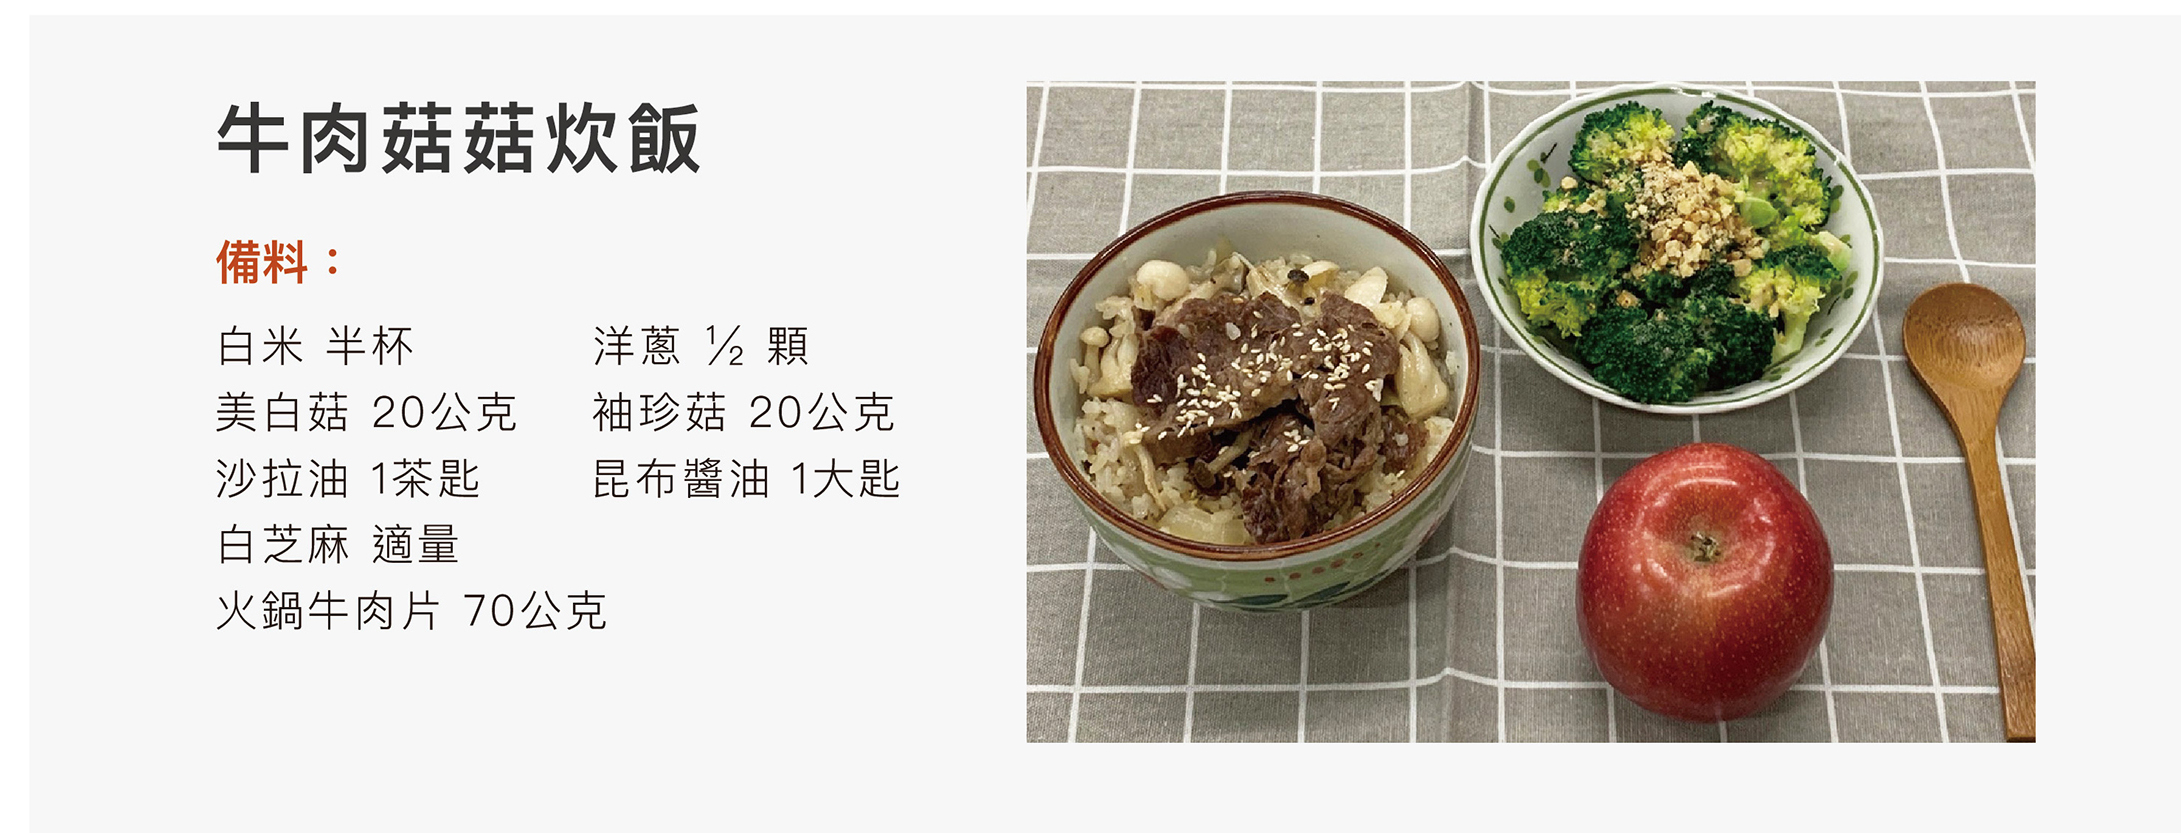 牛肉菇菇炊飯
備料：
白米 半杯
洋蔥 ½ 顆
美白菇 20公克
袖珍菇 20公克
沙拉油 1茶匙
昆布醬油 1大匙
白芝麻 適量
火鍋牛肉片 70公克